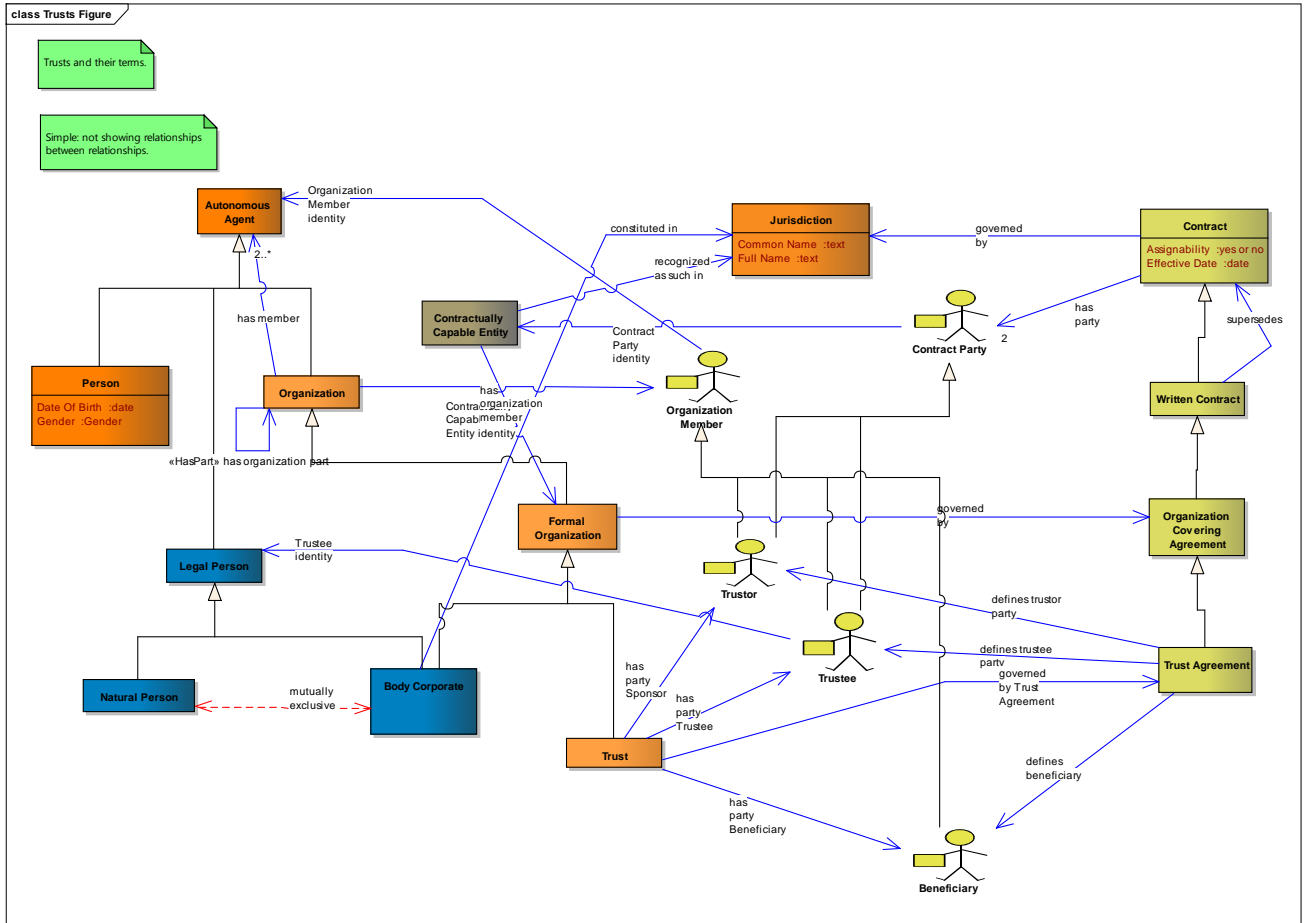 class Trusts Figure
Trusts and their terms.
Simple: not showing relationships
between relationships.
Autonomous
Agent
Organization
Member
identity
2..*
has member
constituted in
Jurisdiction
Common Name :text
Full Name :text
governed
by
Contract
Assignability :yes or no
Effective Date :date
recognized
as such in
Contractually
Capable Entity
Contract
Party
identity
Contract Party
2
has
party
supersedes
Person
Date Of Birth :date
Gender :Gender
Organization
«HasPart» has organization part
has
organization
member
Contractually
Capable
Entity identity
Organization
Member
Written Contract
Formal
Organization
governed
by
Organization
Covering
Agreement
Legal Person
Trustee
identity
Trustor
defines trustor
party
Trustee
defines trustee
party
Trust Agreement
governed
by Trust
Agreement
Natural Person
mutually
exclusive
Body Corporate
has
party
Sponsor
has
party
Trustee
Trust
has
party
Beneficiary
defines
beneficiary
Beneficiary